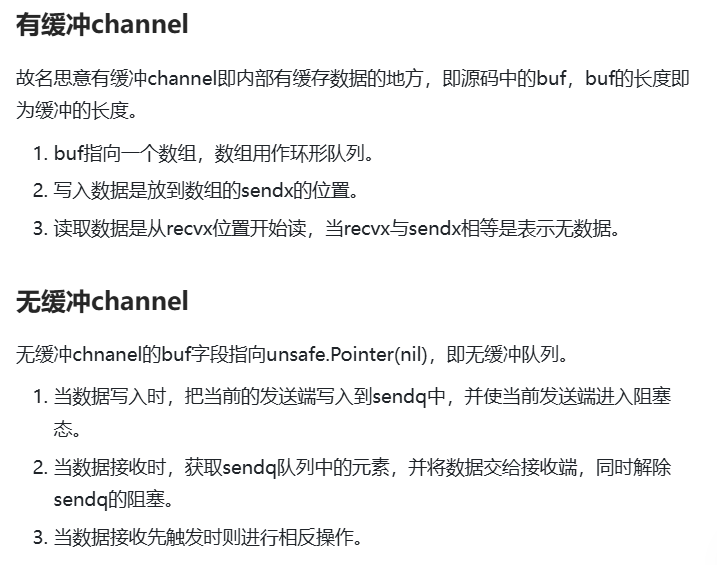 有缓冲channel
故名思意有缓冲channel即内部有缓存数据的地方，即源码中的buf，buf的长度即
为缓冲的长度。
1. buf指向一个数组，数组用作环形队列。
2. 写入数据是放到数组的sendx的位置。
3. 读取数据是从recvx位置开始读，当recvx与sendx相等是表示无数据。
无缓冲channel
无缓冲chnanel的buf字段指向unsafe.Pointer(nil)，即无缓冲队列。
1. 当数据写入时，把当前的发送端写入到sendq中，并使当前发送端进入阻塞
态。
2. 当数据接收时，获取sendq队列中的元素，并将数据交给接收端，同时解除
sendq的阻塞。
3. 当数据接收先触发时则进行相反操作。